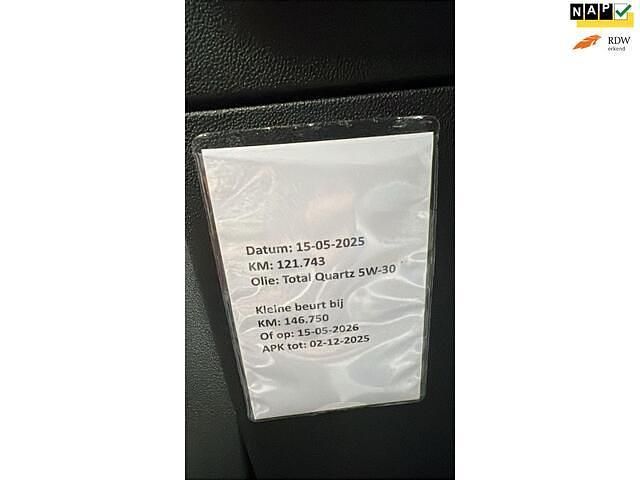 NAP
RDW
erkend
Datum: 15-05-2025
KM: 121.743
Olie: Total Quartz 5W-30
Kleine beurt bij
KM: 146.750
Of op: 15-05-2026
APK tot: 02-12-2025